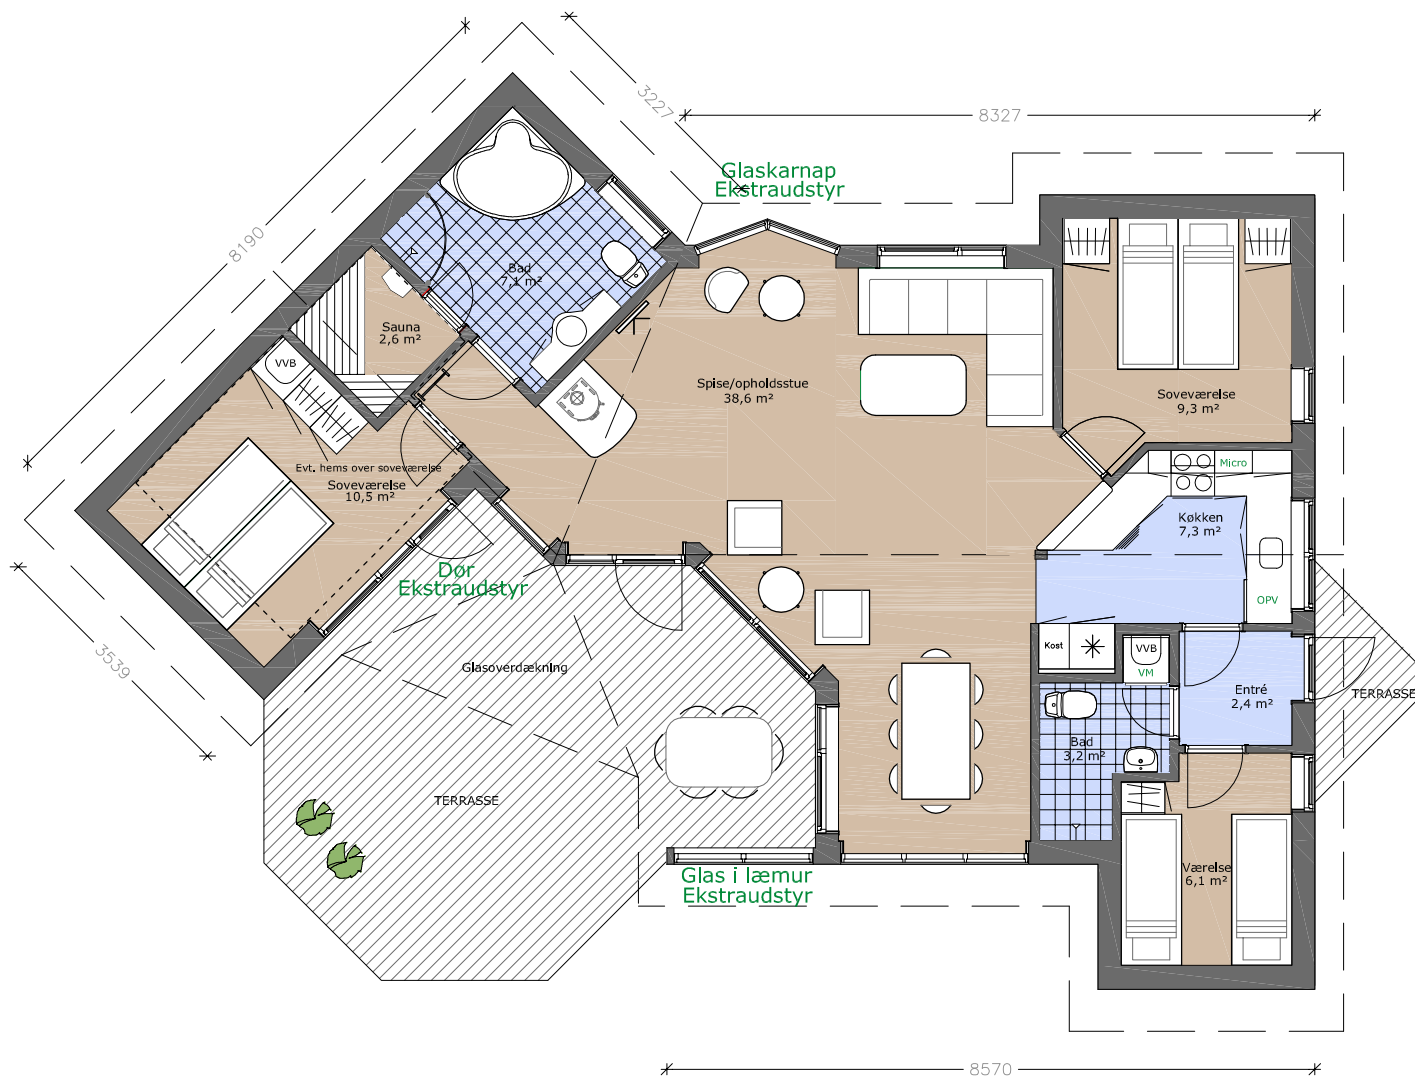 3227
8327
Glaskarnap
Ekstraudstyr
8190
Bad
7,1 m²
Sauna
2,6 m²
VVB
Spise/opholdsstue
38,6 m²
Soveværelse
9,3 m²
Evt. hems over soveværelse
Soveværelse
10,5 m²
Micro
Køkken
7,3 m²
OPV
Dør
Ekstraudstyr
3539
Glasoverdækning
Kost
VVB
VM
Entré
2,4 m²
TERRASSE
Bad
3,2 m²
TERRASSE
Værelse
6,1 m²
Glas i læmur
Ekstraudstyr
8570